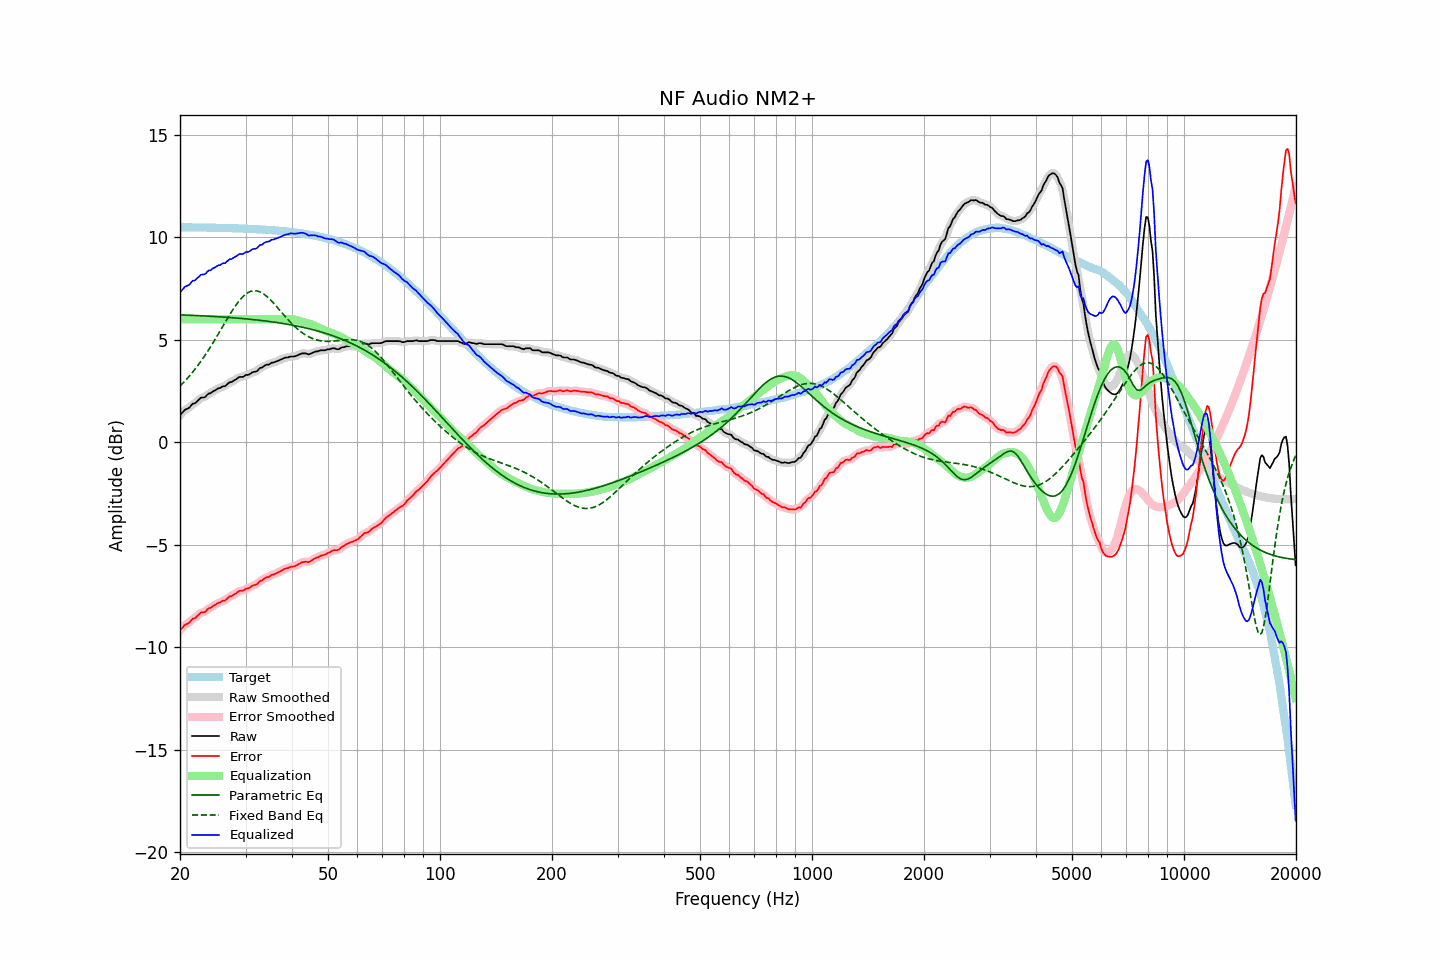 NF Audio NM2+
15
10
5
0
−5
−10
−15
−20
Amplitude (dBr)
Target
Raw Smoothed
Error Smoothed
Raw
Error
Equalization
Parametric Eq
Fixed Band Eq
Equalized
20 50 100 200 500 1000 2000 5000 10000 20000
Frequency (Hz)